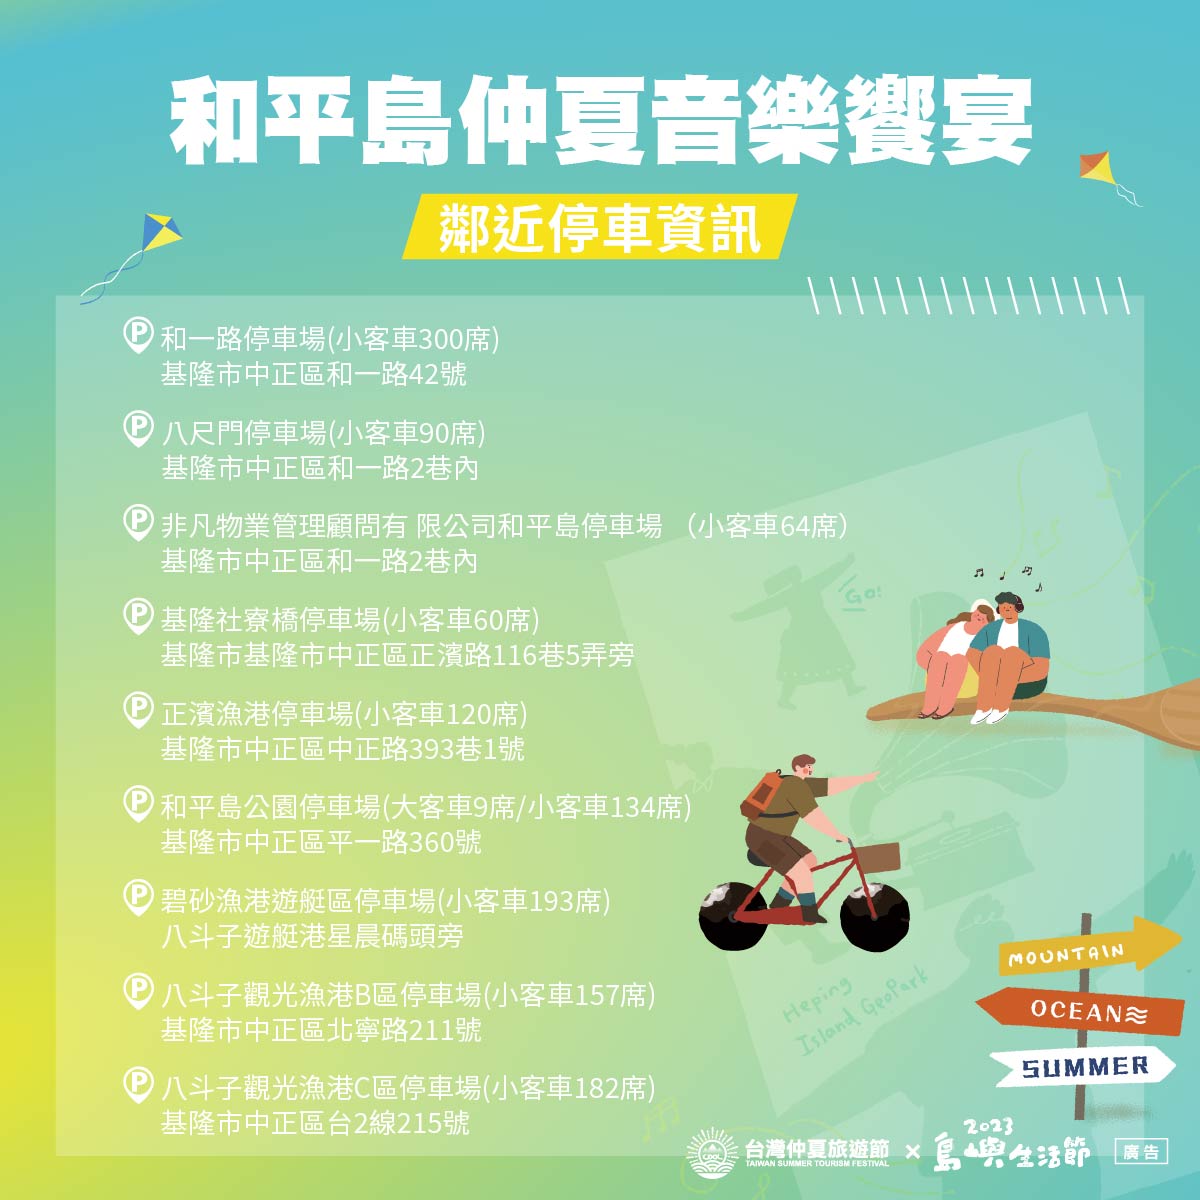 和平島仲夏音樂饗宴
鄰近停車資訊
P 和一路停車場(小客車300席)
基隆市中正區和一路42號
P 八尺門停車場(小客車90席)
基隆市中正區和一路2巷內
P 非凡物業管理顧問有 限公司和平島停車場 （小客車64席）
基隆市中正區和一路2巷內
P 基隆社寮橋停車場(小客車60席)
基隆市基隆市中正區正濱路116巷5弄旁
P 正濱漁港停車場(小客車120席)
基隆市中正區中正路393巷1號
P 和平島公園停車場(大客車9席/小客車134席)
基隆市中正區平一路360號
P 碧砂漁港遊艇區停車場(小客車193席)
八斗子遊艇港星晨碼頭旁
P 八斗子觀光漁港B區停車場(小客車157席)
基隆市中正區北寧路211號
P 八斗子觀光漁港C區停車場(小客車182席)
基隆市中正區台2線215號
Go!
Heping
Island GeoPark
MOUNTAIN
OCEAN
SUMMER
COOL
台灣仲夏旅遊節
TAIWAN SUMMER TOURISM FESTIVAL
×
2023
島嶼生活節
廣告